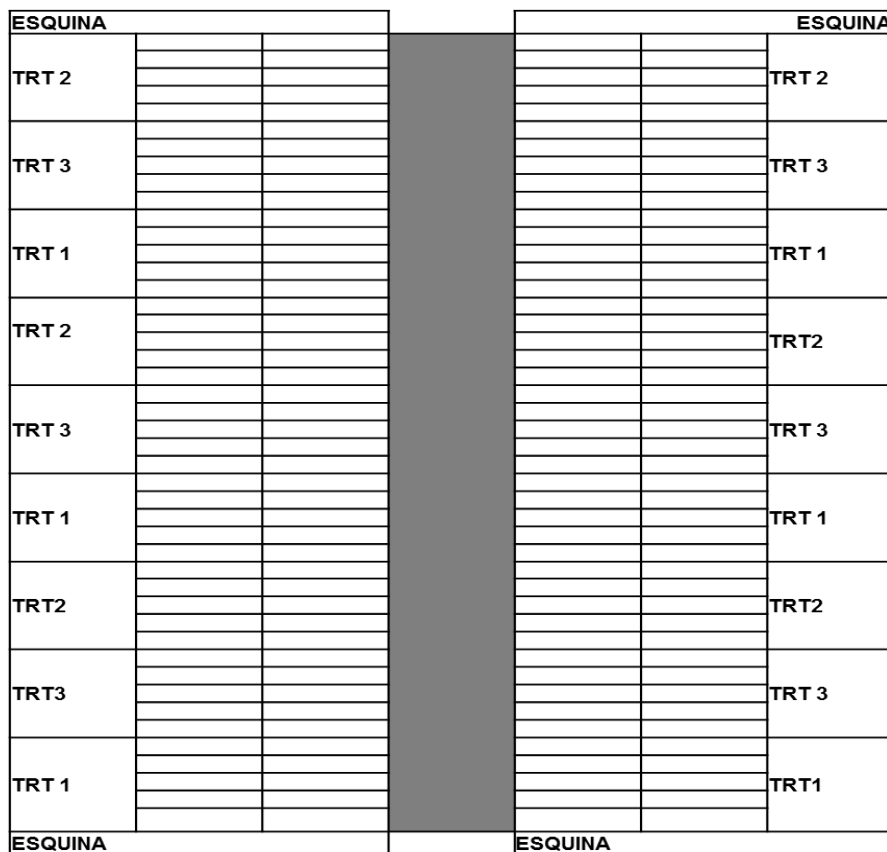 ESQUINA ESQUINA
TRT 2 TRT 2
TRT 3 TRT 3
TRT 1 TRT 1
TRT 2 TRT2
TRT 3 TRT 3
TRT 1 TRT 1
TRT2 TRT2
TRT3 TRT 3
TRT 1 TRT1
ESQUINA ESQUINA